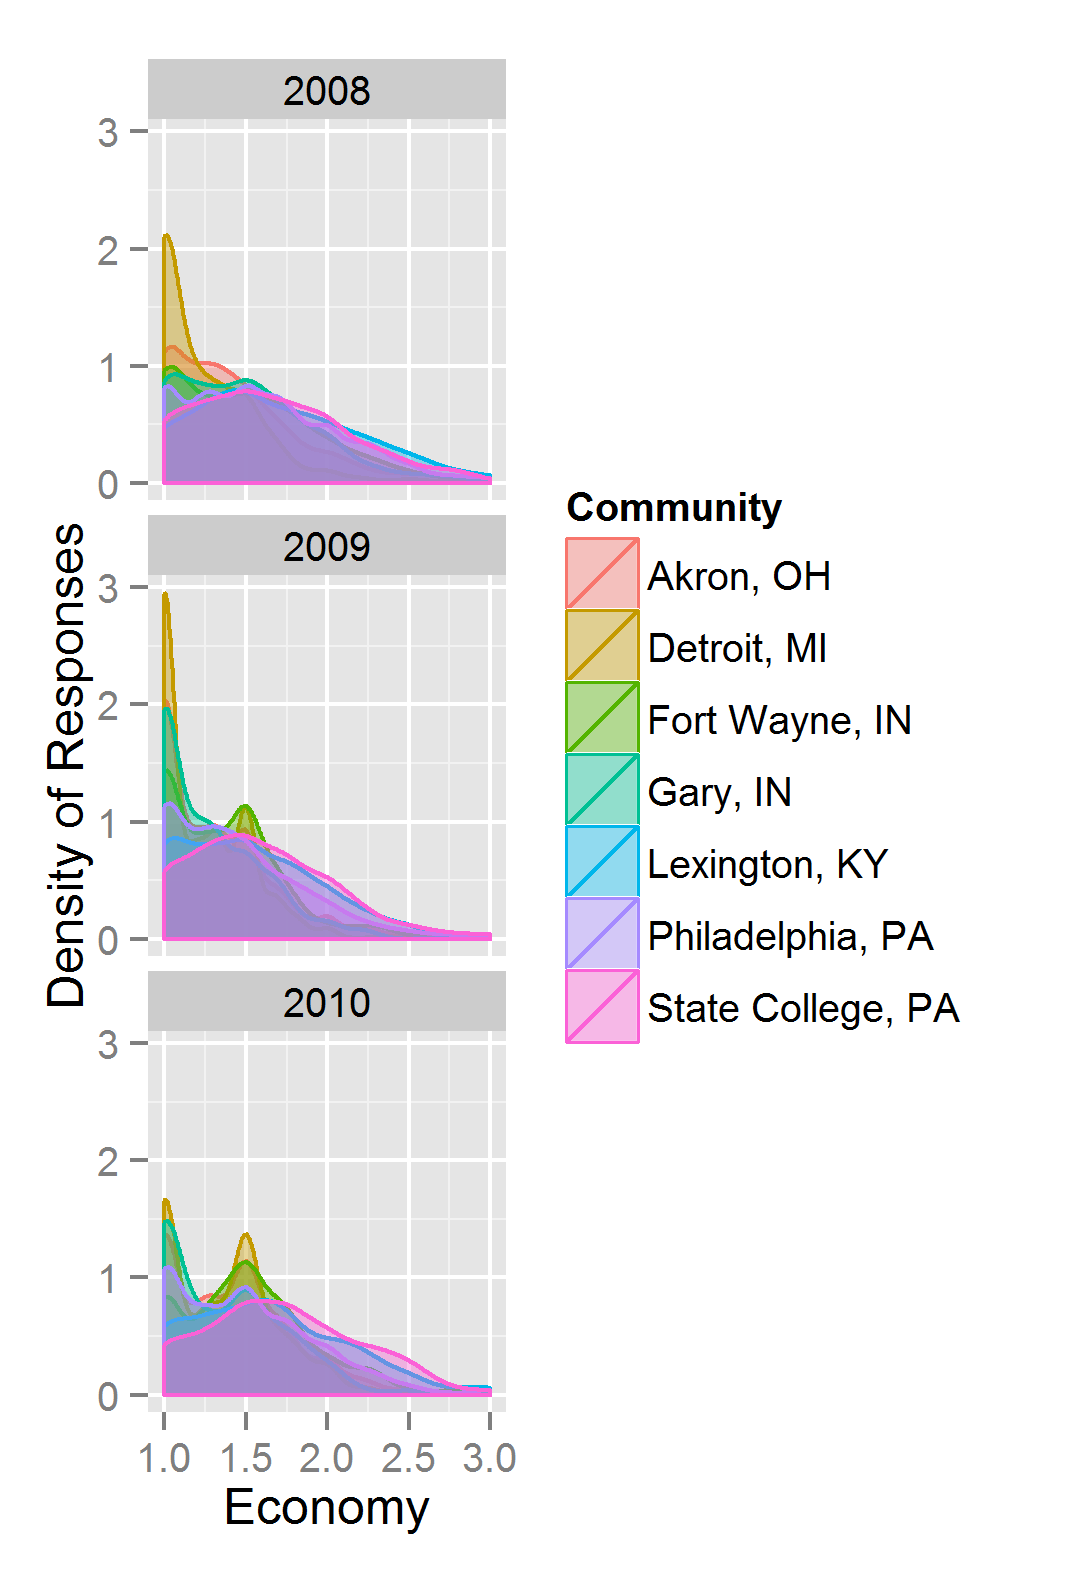 2008
3
2
1
0
2009
3
2
1
0
2010
3
2
1
0
1.0 1.5 2.0 2.5 3.0
Economy
Density of Responses
Community
Akron, OH
Detroit, MI
Fort Wayne, IN
Gary, IN
Lexington, KY
Philadelphia, PA
State College, PA